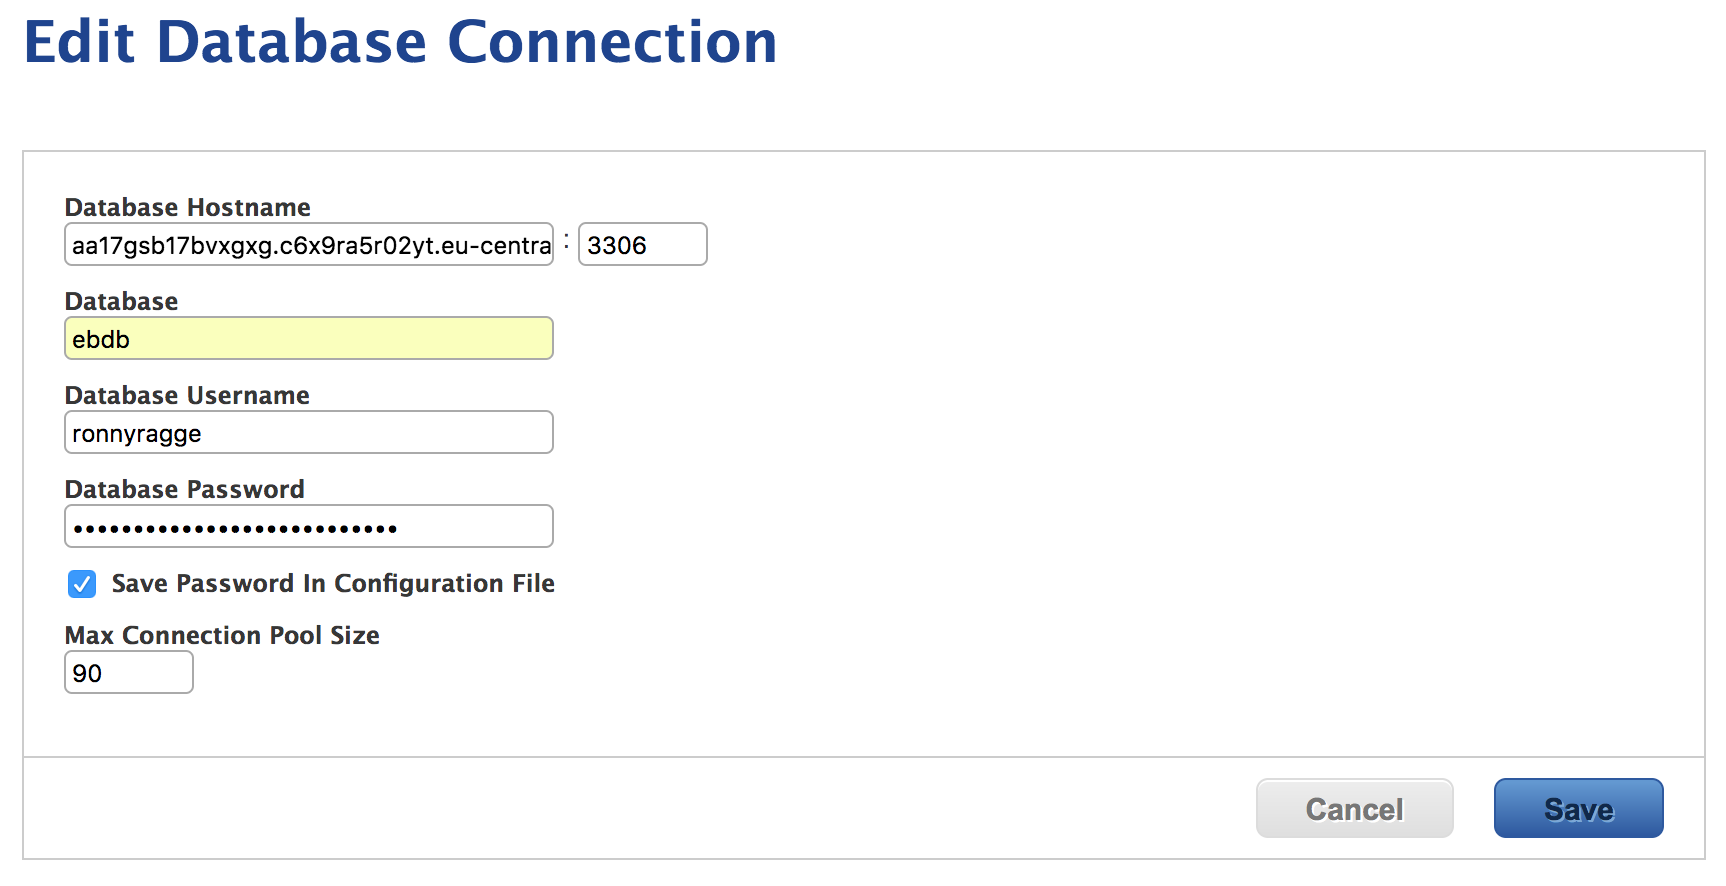 Edit Database Connection
Database Hostname
aa17gsb17bvxgxg.c6x9ra5r02yt.eu-centra : 3306
Database
ebdb
Database Username
ronnyragge
Database Password
•••••••••••••••••••••••••••
Save Password In Configuration File
Max Connection Pool Size
90
Cancel Save